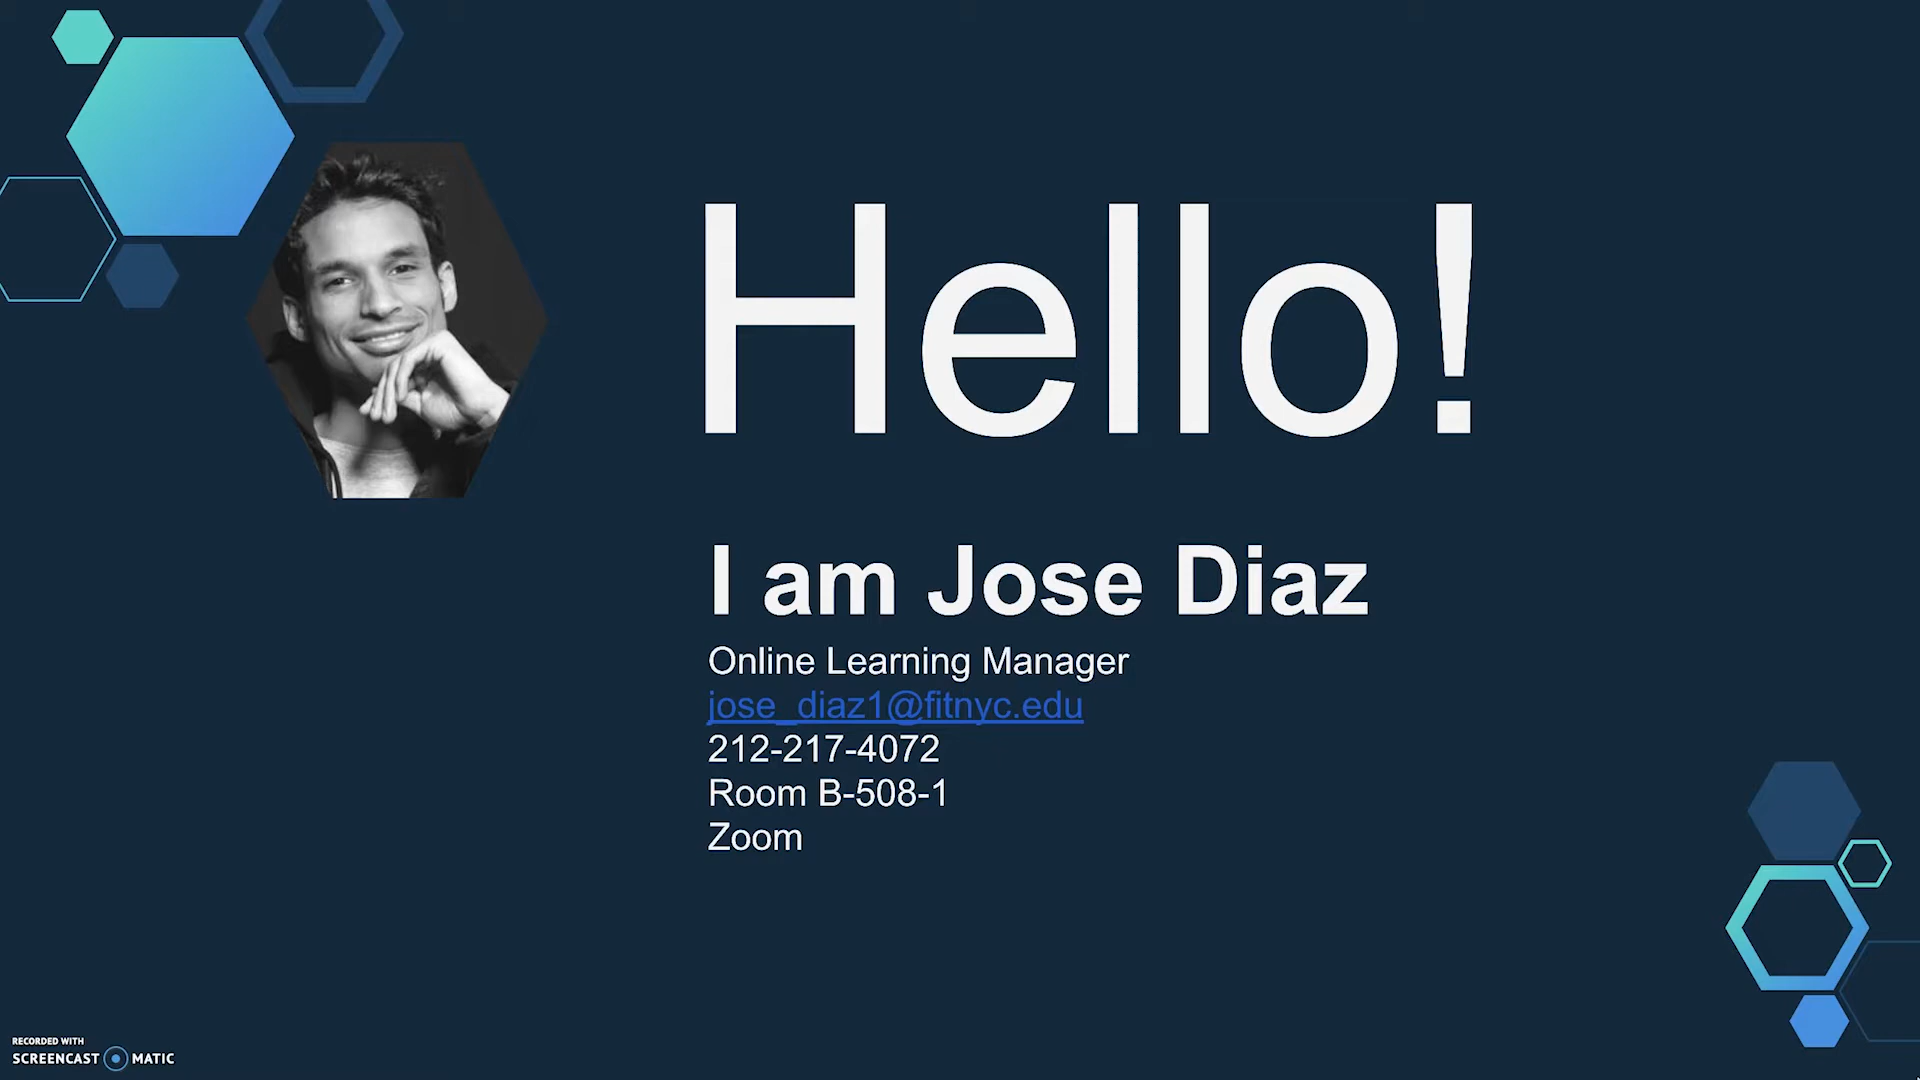 Hello!
I am Jose Diaz
Online Learning Manager
jose_diaz1@fitnyc.edu
212-217-4072
Room B-508-1
Zoom
RECORDED WITH
SCREENCAST MATIC